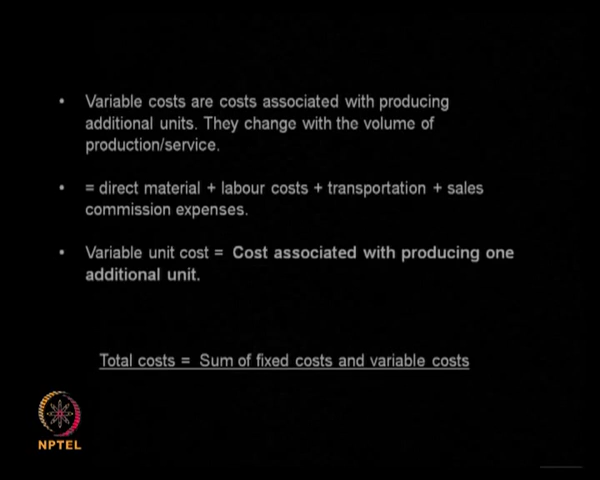 • Variable costs are costs associated with producing
additional units. They change with the volume of
production/service.
• = direct material + labour costs + transportation + sales
commission expenses.
• Variable unit cost = Cost associated with producing one
additional unit.
Total costs = Sum of fixed costs and variable costs
NPTEL